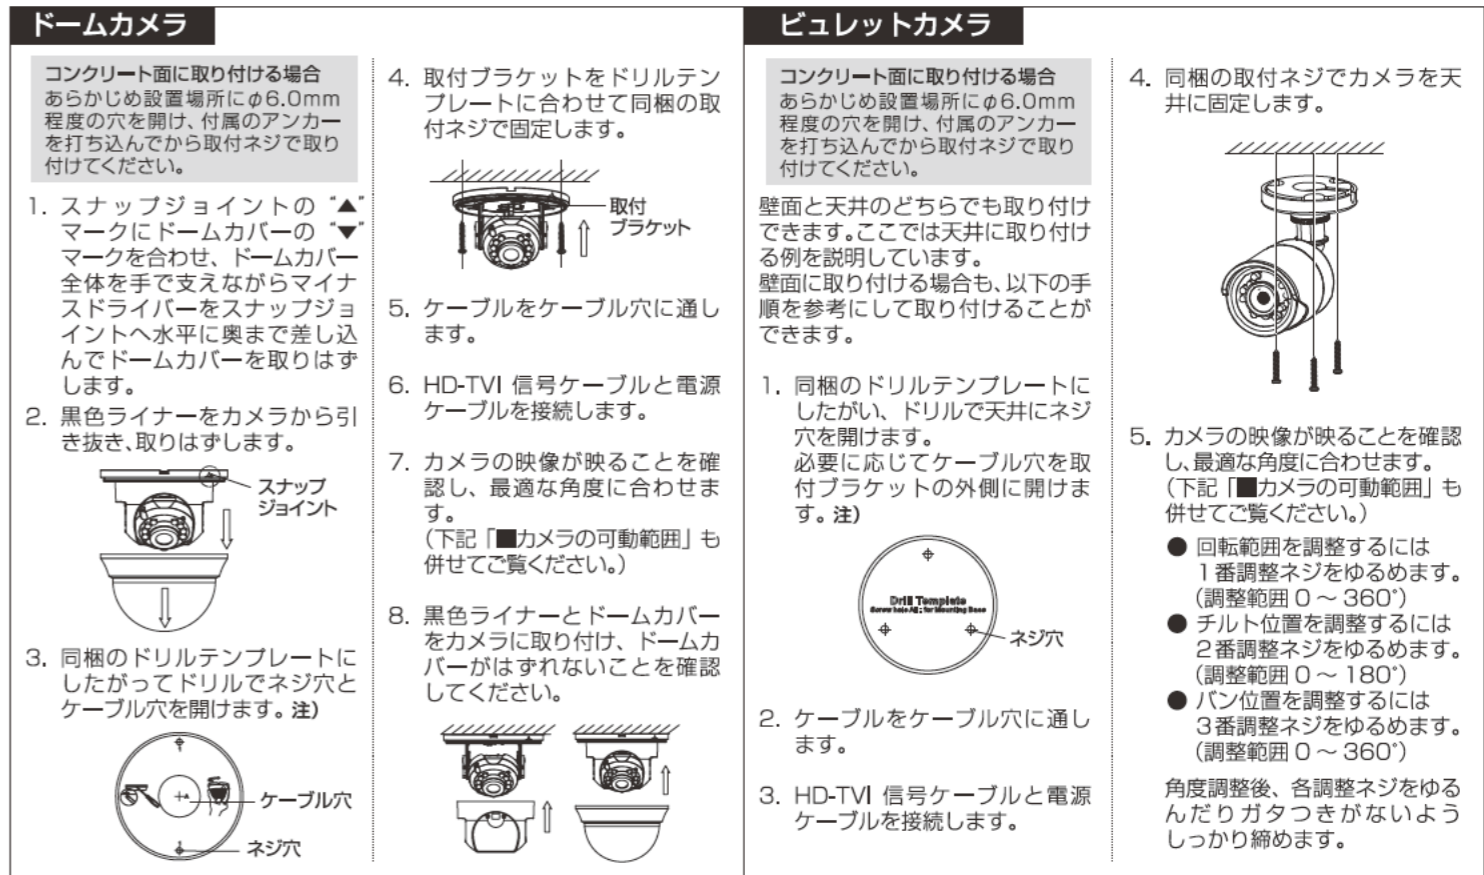 ドームカメラ
コンクリート面に取り付ける場合
あらかじめ設置場所にφ6.0mm
程度の穴を開け、付属のアンカー
を打ち込んでから取付ネジで取り
付けてください。
1. スナップジョイントの "▲"
マークにドームカバーの "▼"
マークを合わせ、ドームカバー
全体を手で支えながらマイナ
スドライバーをスナップジョ
イントへ水平に奥まで差し込
んでドームカバーを取りはず
します。
2. 黒色ライナーをカメラから引
き抜き、取りはずします。
スナップ
ジョイント
3. 同梱のドリルテンプレートに
したがってドリルでネジ穴と
ケーブル穴を開けます。注)
ケーブル穴
ネジ穴
4. 取付ブラケットをドリルテン
プレートに合わせて同梱の取
付ネジで固定します。
取付
ブラケット
5. ケーブルをケーブル穴に通し
ます。
6. HD-TVI 信号ケーブルと電源
ケーブルを接続します。
7. カメラの映像が映ることを確
認し、最適な角度に合わせま
す。
(下記「■カメラの可動範囲」も
併せてご覧ください。)
8. 黒色ライナーとドームカバー
をカメラに取り付け、ドームカ
バーがはずれないことを確認
してください。
ビュレットカメラ
コンクリート面に取り付ける場合
あらかじめ設置場所にφ6.0mm
程度の穴を開け、付属のアンカー
を打ち込んでから取付ネジで取り
付けてください。
壁面と天井のどちらでも取り付け
できます。ここでは天井に取り付け
る例を説明しています。
壁面に取り付ける場合も、以下の手
順を参考にして取り付けることが
できます。
1. 同梱のドリルテンプレートに
したがい、ドリルで天井にネジ
穴を開けます。
必要に応じてケーブル穴を取
付ブラケットの外側に開けま
す。注)
Drill Template
Screw hole A : for Mounting Base
ネジ穴
2. ケーブルをケーブル穴に通し
ます。
3. HD-TVI 信号ケーブルと電源
ケーブルを接続します。
4. 同梱の取付ネジでカメラを天
井に固定します。
5. カメラの映像が映ることを確認
し、最適な角度に合わせます。
(下記「■カメラの可動範囲」も
併せてご覧ください。)
● 回転範囲を調整するには
1番調整ネジをゆるめます。
(調整範囲 0 ~ 360°)
● チルト位置を調整するには
2番調整ネジをゆるめます。
(調整範囲 0 ~ 180°)
● パン位置を調整するには
3番調整ネジをゆるめます。
(調整範囲 0 ~ 360°)
角度調整後、各調整ネジをゆる
んだりガタつきがないよう
しっかり締めます。